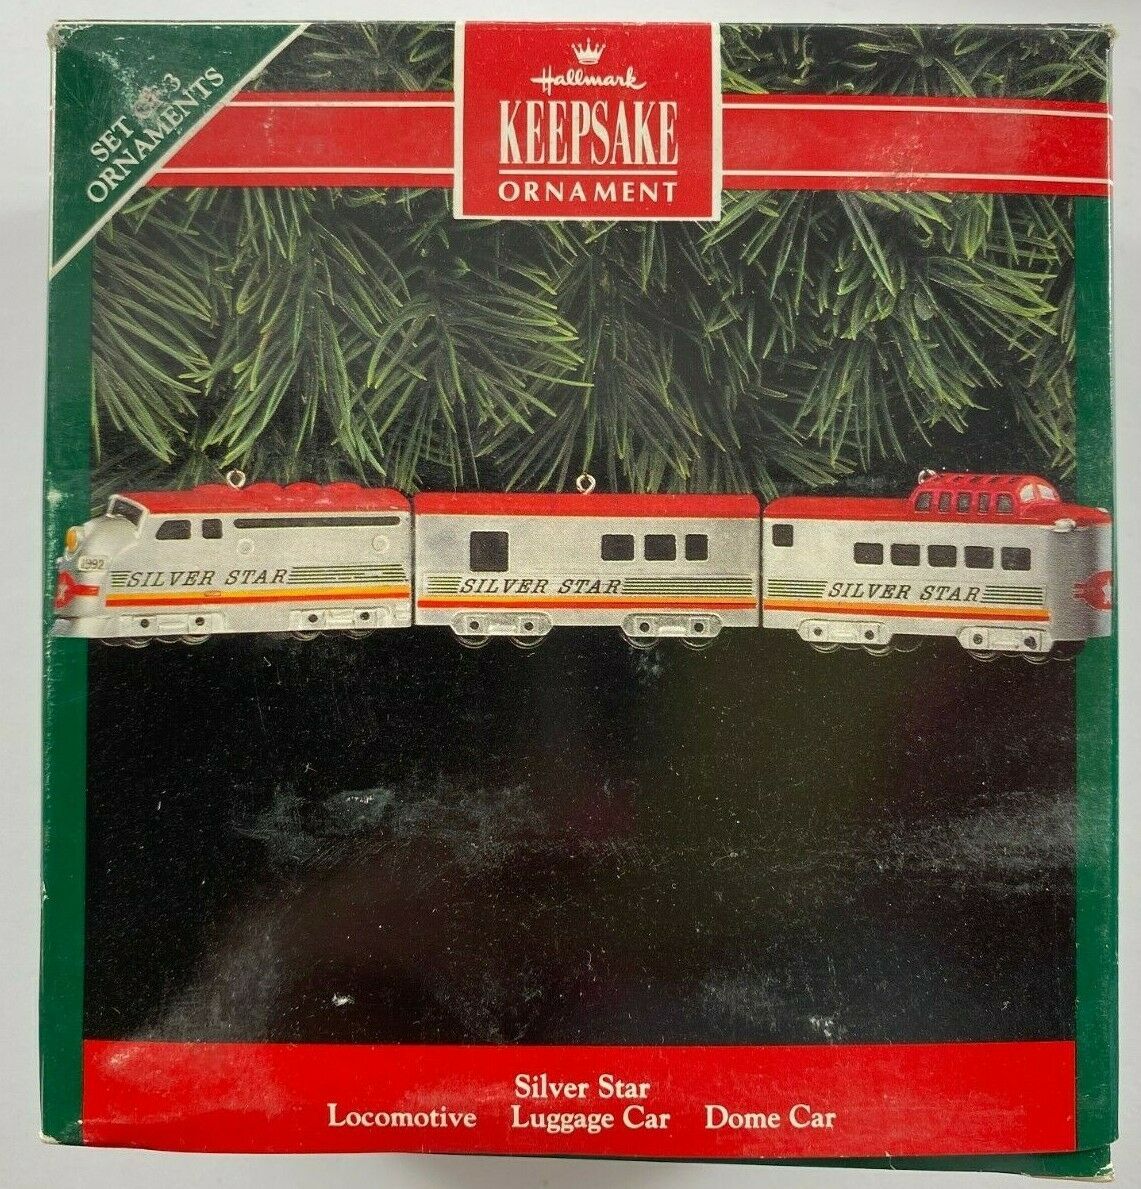 SET OF 3
ORNAMENTS
Hallmark
KEEPSAKE
ORNAMENT
1992
SILVER STAR
SILVER STAR
SILVER STAR
Silver Star
Locomotive Luggage Car Dome Car